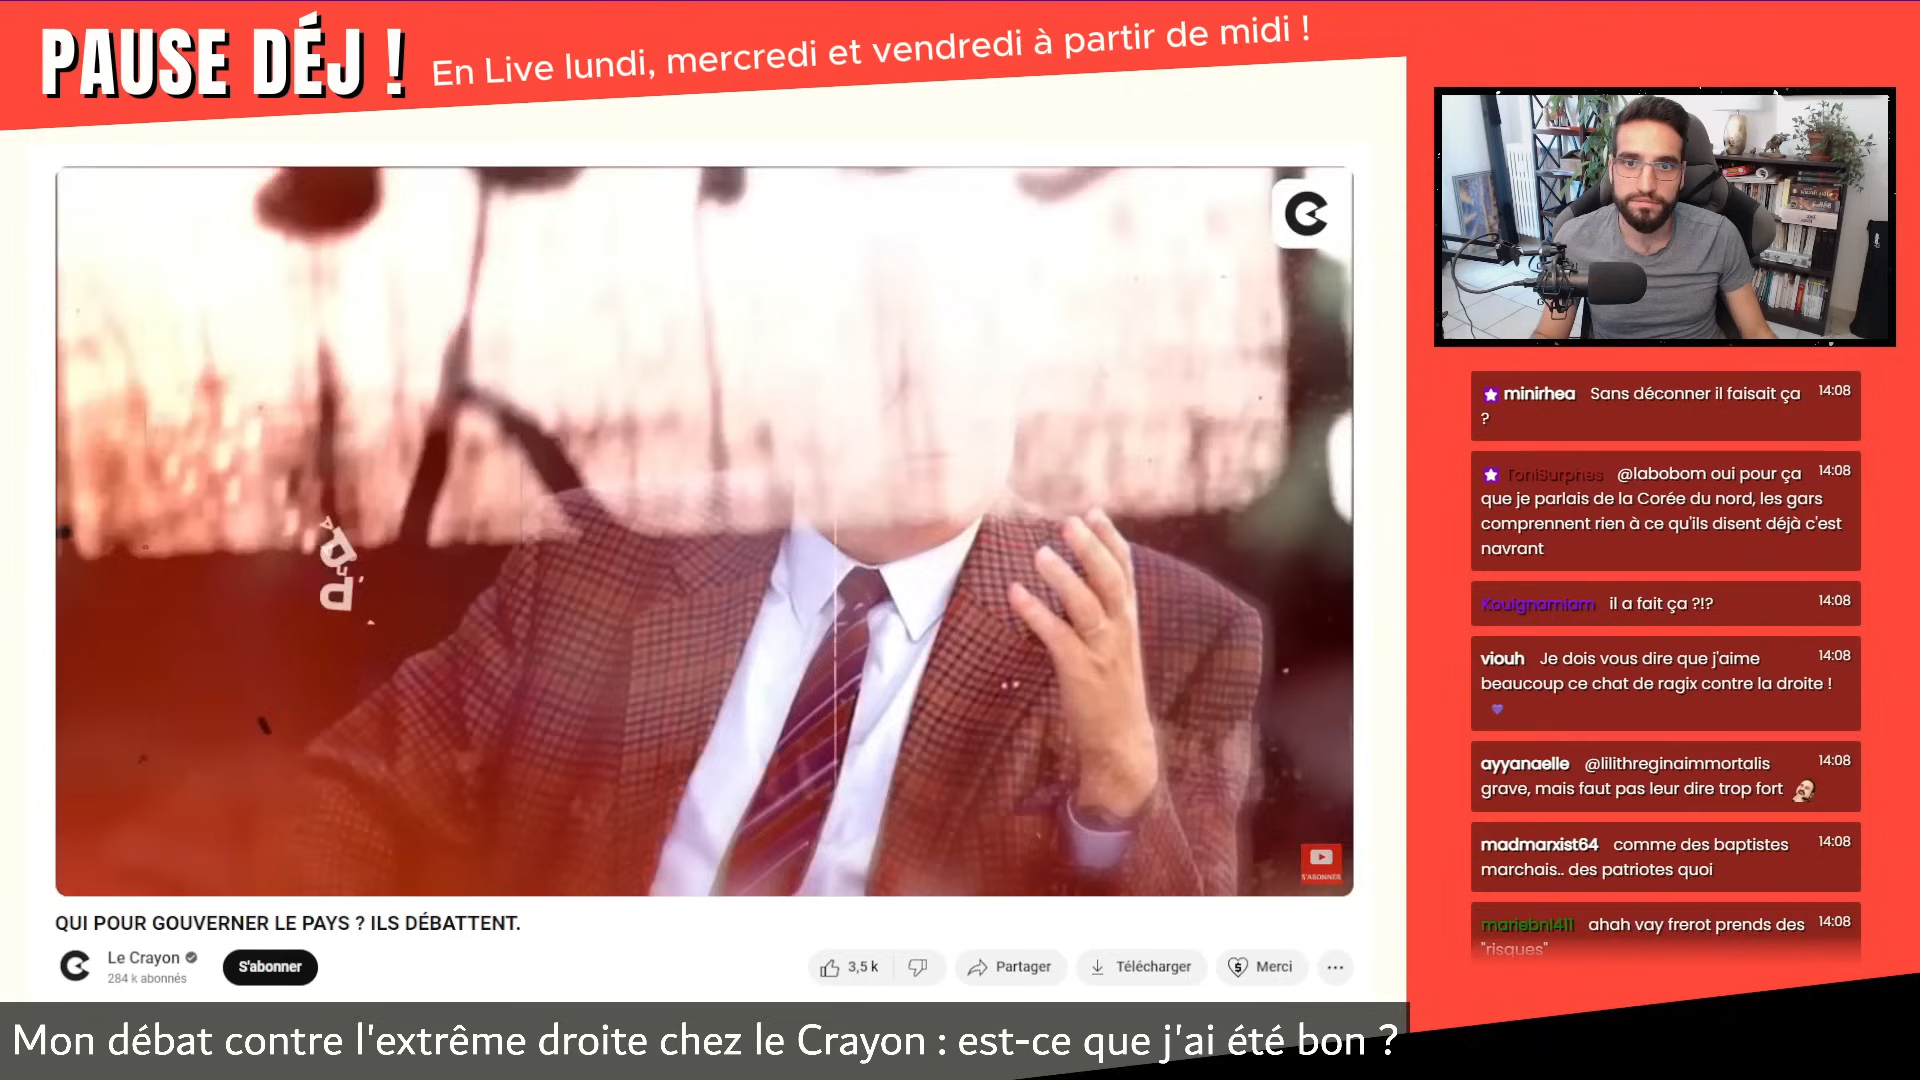 PAUSE DÉJ !
En Live lundi, mercredi et vendredi à partir de midi !
S'ABONNER
QUI POUR GOUVERNER LE PAYS ? ILS DÉBATTENT.
Le Crayon
284 k abonnés
S'abonner
3,5 k
Partager
Télécharger
Merci
minirhea Sans déconner il faisait ça 14:08
?
ToniSurphes @labobom oui pour ça 14:08
que je parlais de la Corée du nord, les gars
comprennent rien à ce qu'ils disent déjà c'est
navrant
Kouignamiam il a fait ça ?!? 14:08
viouh Je dois vous dire que j'aime 14:08
beaucoup ce chat de ragix contre la droite !
ayyanaelle @lilithreginaimmortalis 14:08
grave, mais faut pas leur dire trop fort
madmarxist64 comme des baptistes 14:08
marchais.. des patriotes quoi
mariebn1411 ahah vay frerot prends des 14:08
"risques"
Mon débat contre l'extrême droite chez le Crayon : est-ce que j'ai été bon ?